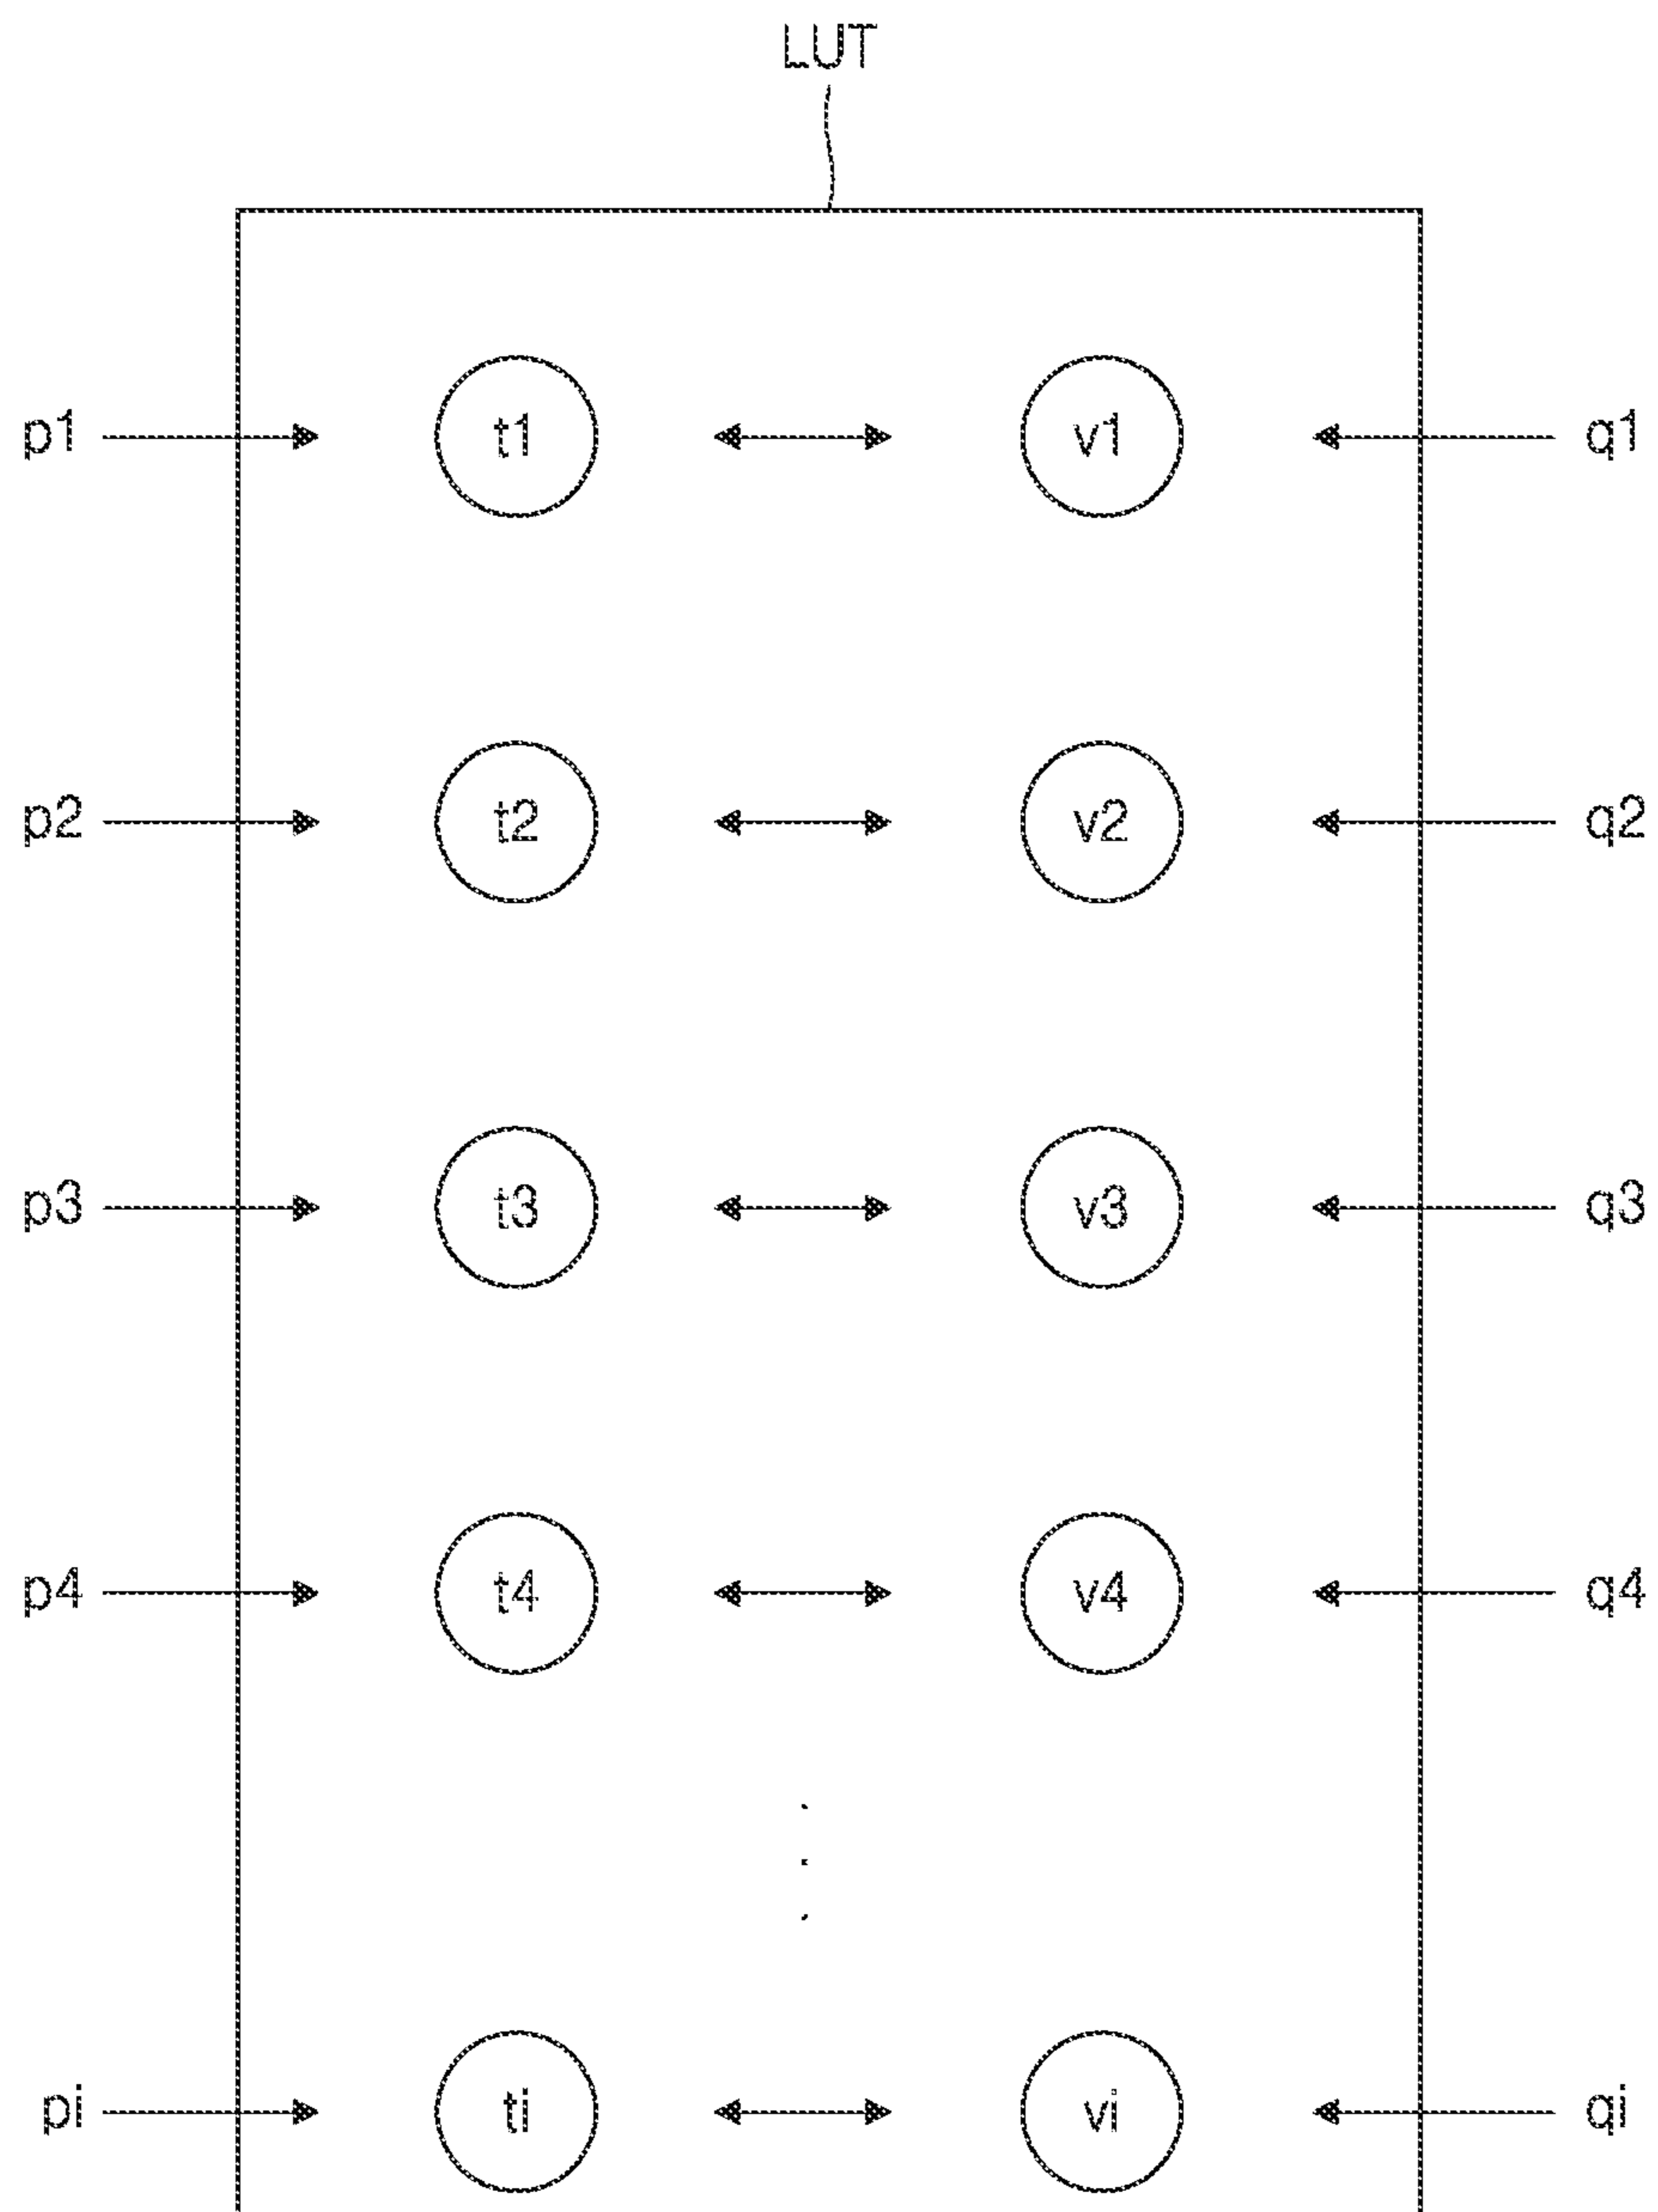 LUT
p1 t1 v1 q1
p2 t2 v2 q2
p3 t3 v3 q3
p4 t4 v4 q4
pi ti vi qi